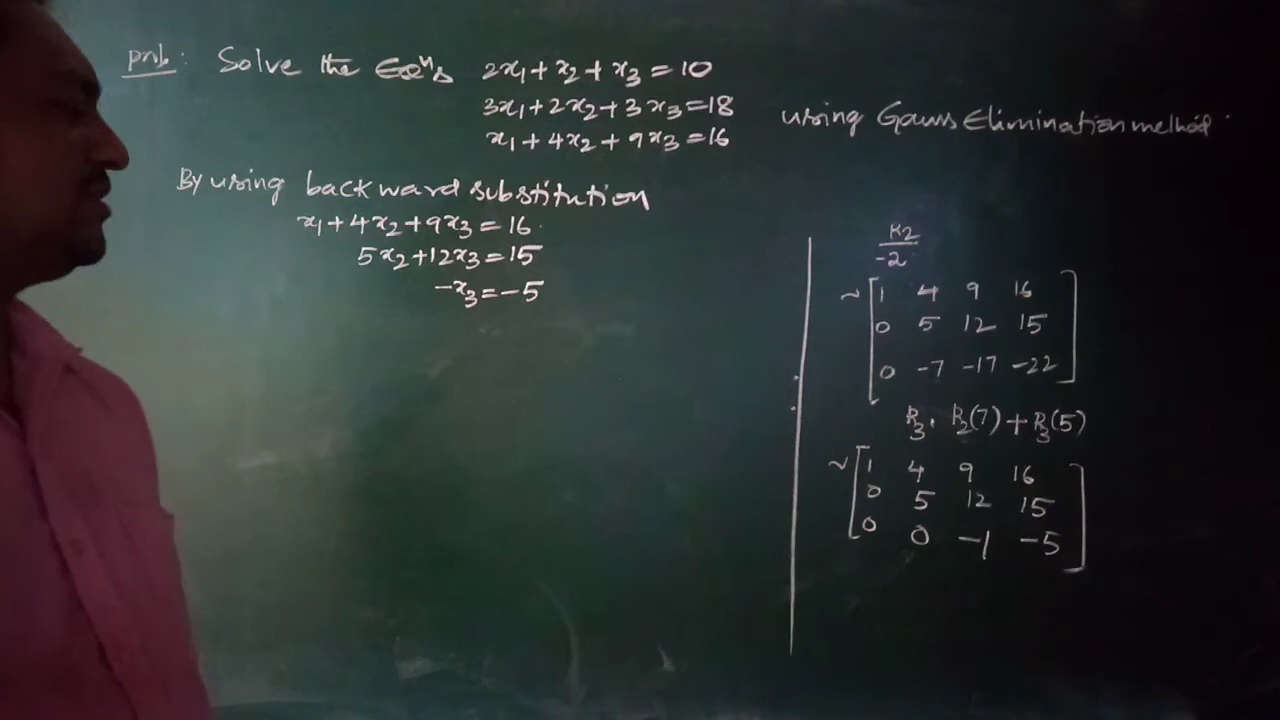 prob: Solve the Eqⁿs 2x₁ + x₂ + x₃ = 10
3x₁ + 2x₂ + 3x₃ = 18
x₁ + 4x₂ + 9x₃ = 16
using Gauss Elimination method.
By using backward substitution
x₁ + 4x₂ + 9x₃ = 16.
5x₂ + 12x₃ = 15
-x₃ = -5
R2/-2
~ [1 4 9 16
0 5 12 15
0 -7 -17 -22]
R₃. R₂(7) + R₃(5)
~ [1 4 9 16
0 5 12 15
0 0 -1 -5]